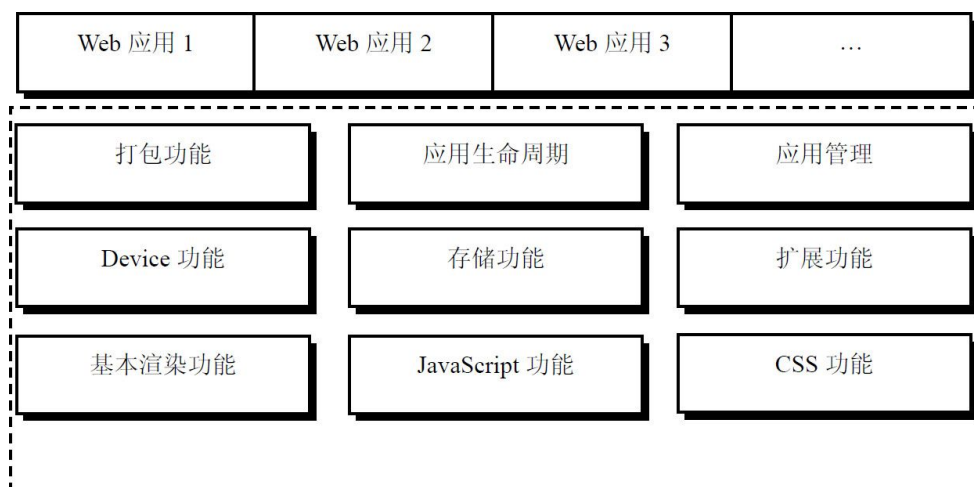 Web 应用 1
Web 应用 2
Web 应用 3
…
打包功能
应用生命周期
应用管理
Device 功能
存储功能
扩展功能
基本渲染功能
JavaScript 功能
CSS 功能